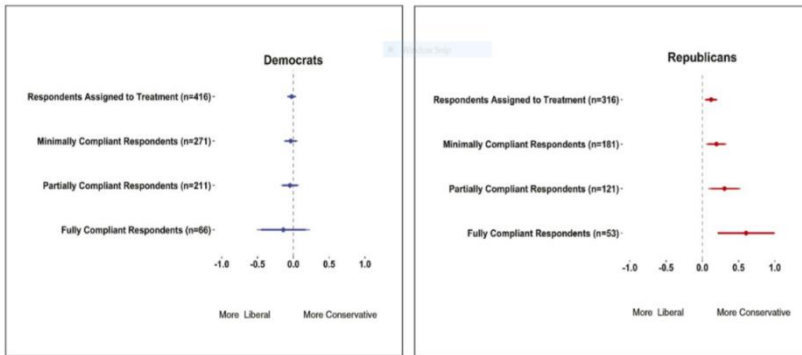 Democrats
Respondents Assigned to Treatment (n=416)
Minimally Compliant Respondents (n=271)
Partially Compliant Respondents (n=211)
Fully Compliant Respondents (n=66)
-1.0 -0.5 0.0 0.5 1.0
More Liberal More Conservative
Window Snip
Republicans
Respondents Assigned to Treatment (n=316)
Minimally Compliant Respondents (n=181)
Partially Compliant Respondents (n=121)
Fully Compliant Respondents (n=53)
-1.0 -0.5 0.0 0.5 1.0
More Liberal More Conservative